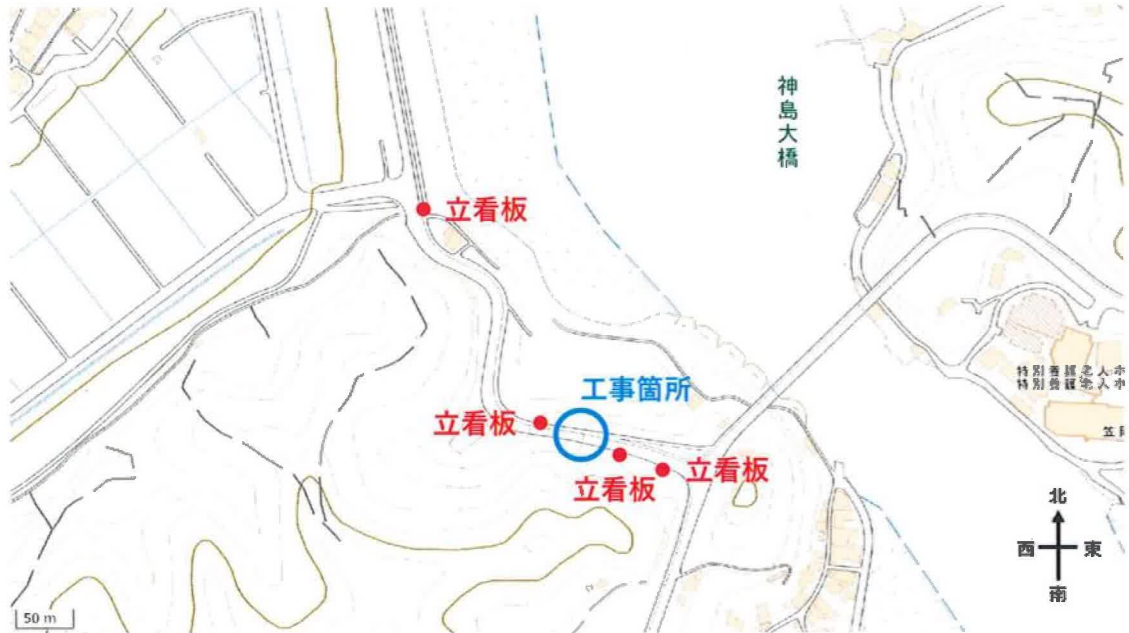 神島大橋
立看板
工事箇所
立看板
立看板
立看板
特別養護老人ホ
特別養護老人ホ
笠岡
北
西 東
南
50 m